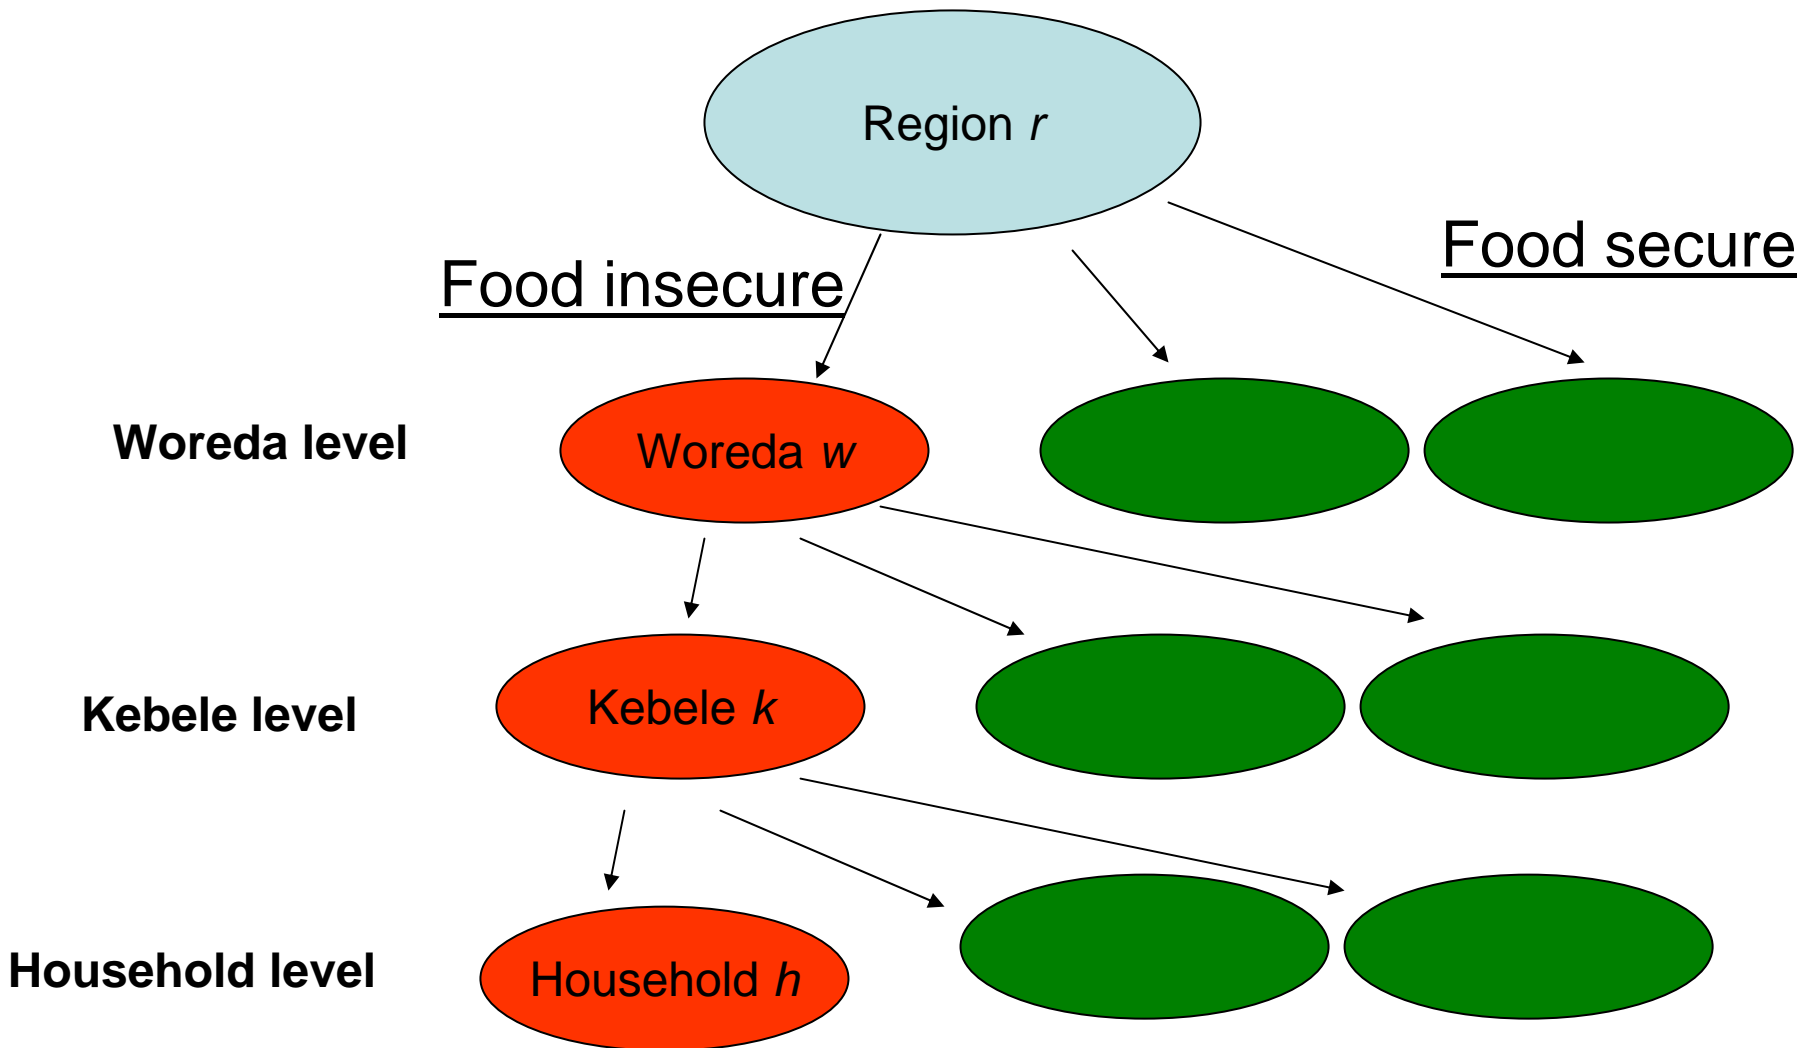 Region r
Food secure
Food insecure
Woreda level
Woreda w
Kebele level
Kebele k
Household level
Household h